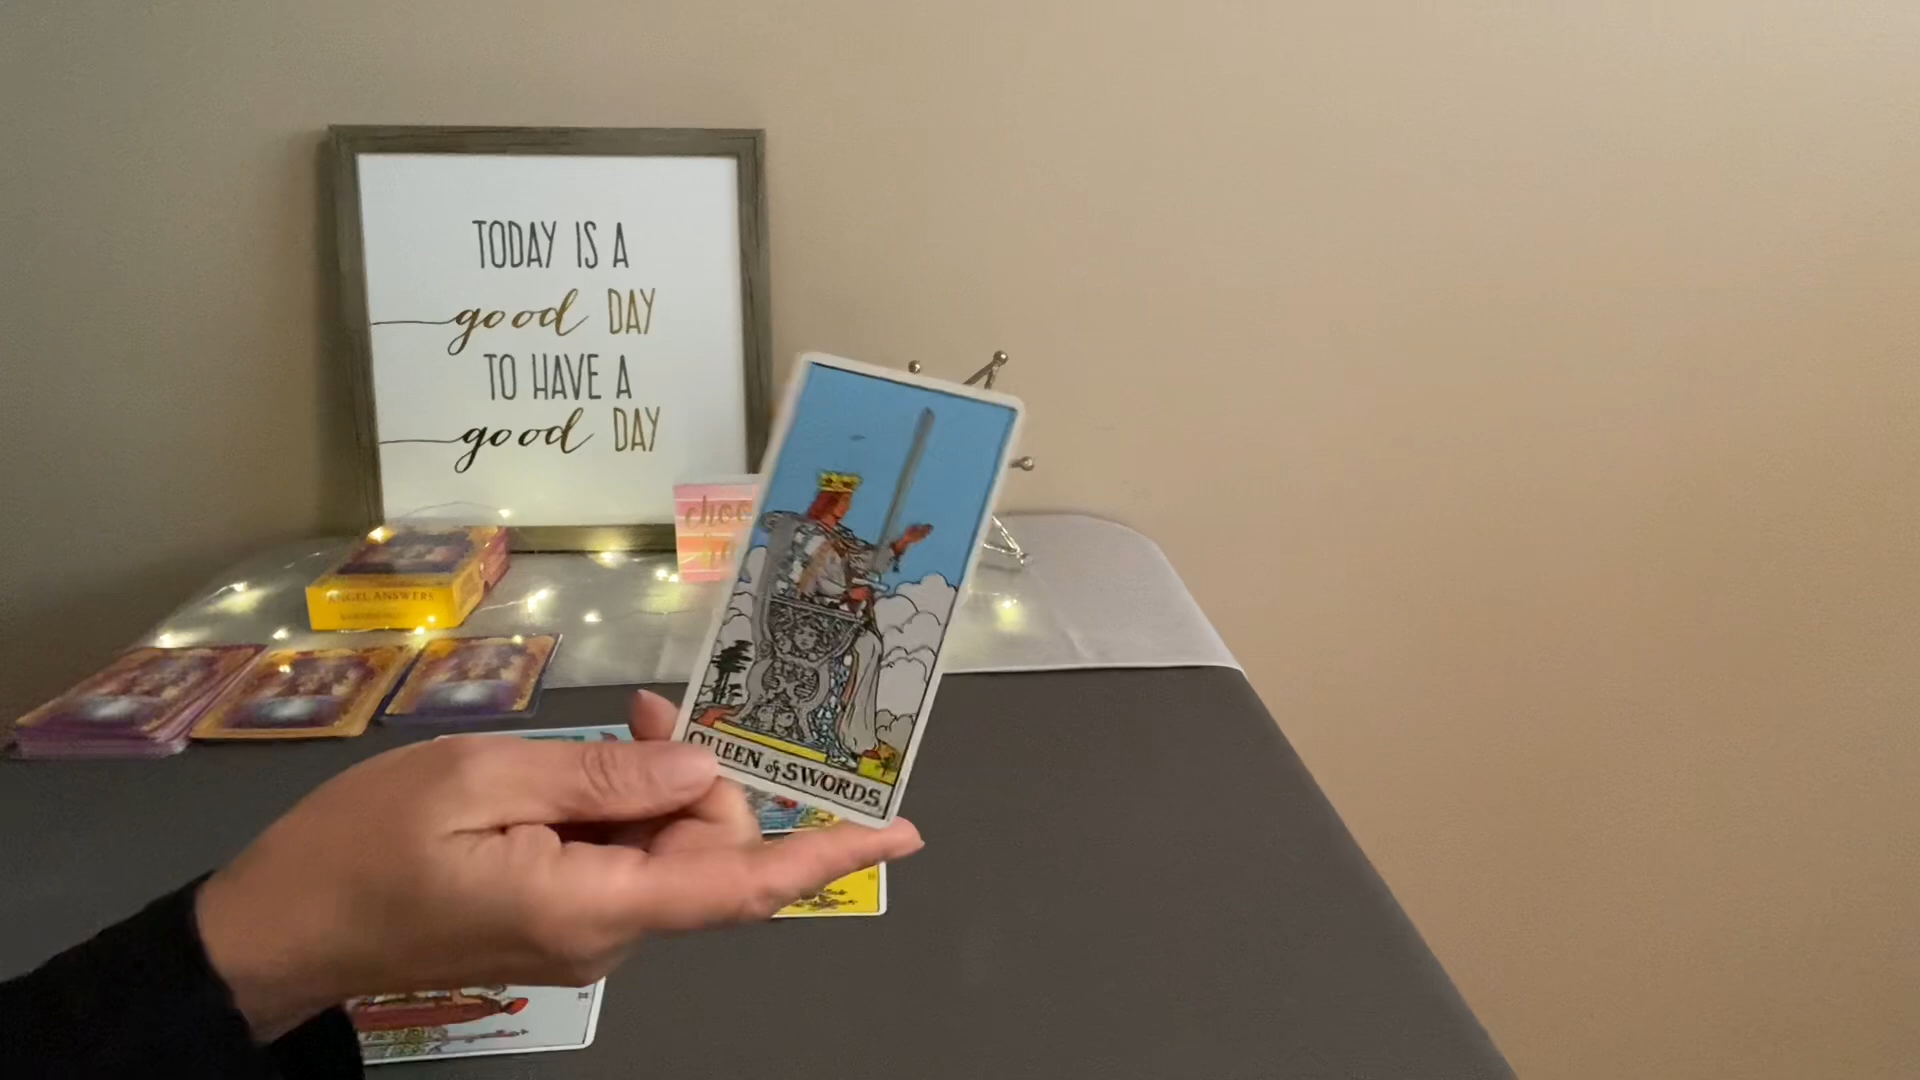 TODAY IS A
good DAY
TO HAVE A
good DAY
ANGEL ANSWERS
QUEEN of SWORDS.